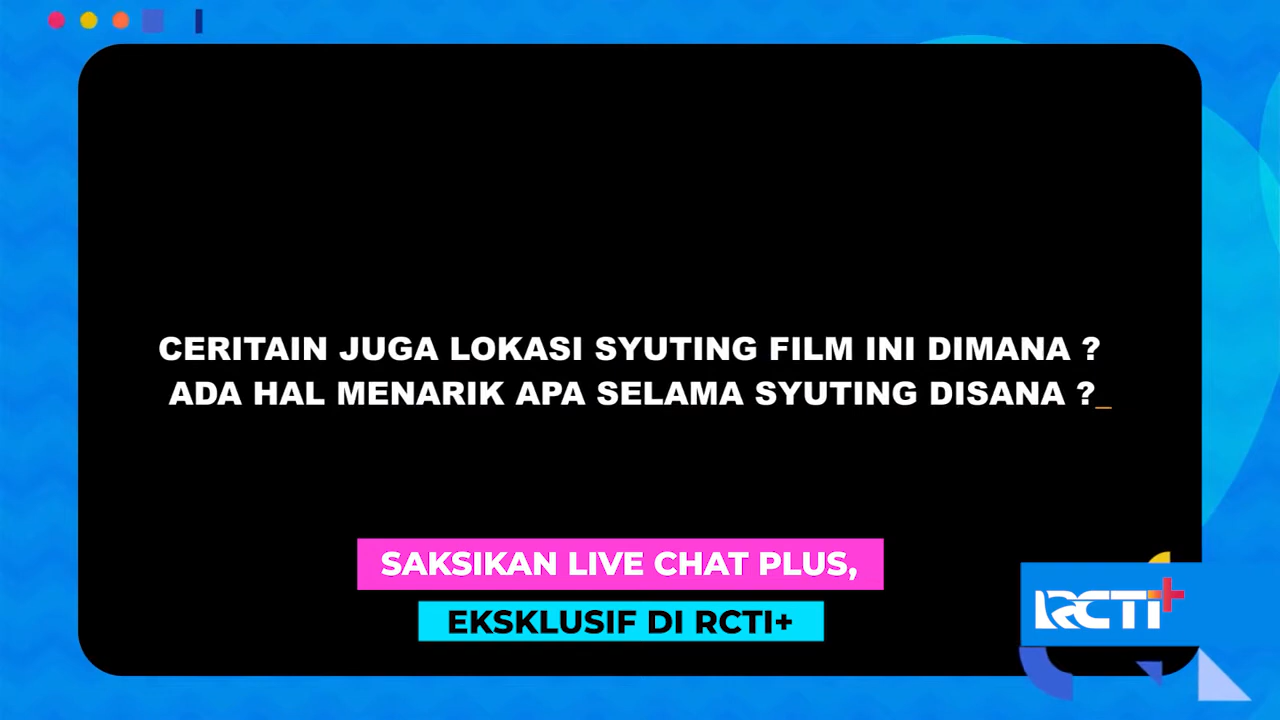 CERITAIN JUGA LOKASI SYUTING FILM INI DIMANA ?
ADA HAL MENARIK APA SELAMA SYUTING DISANA ?_
SAKSIKAN LIVE CHAT PLUS,
EKSKLUSIF DI RCTI+
RCTI+